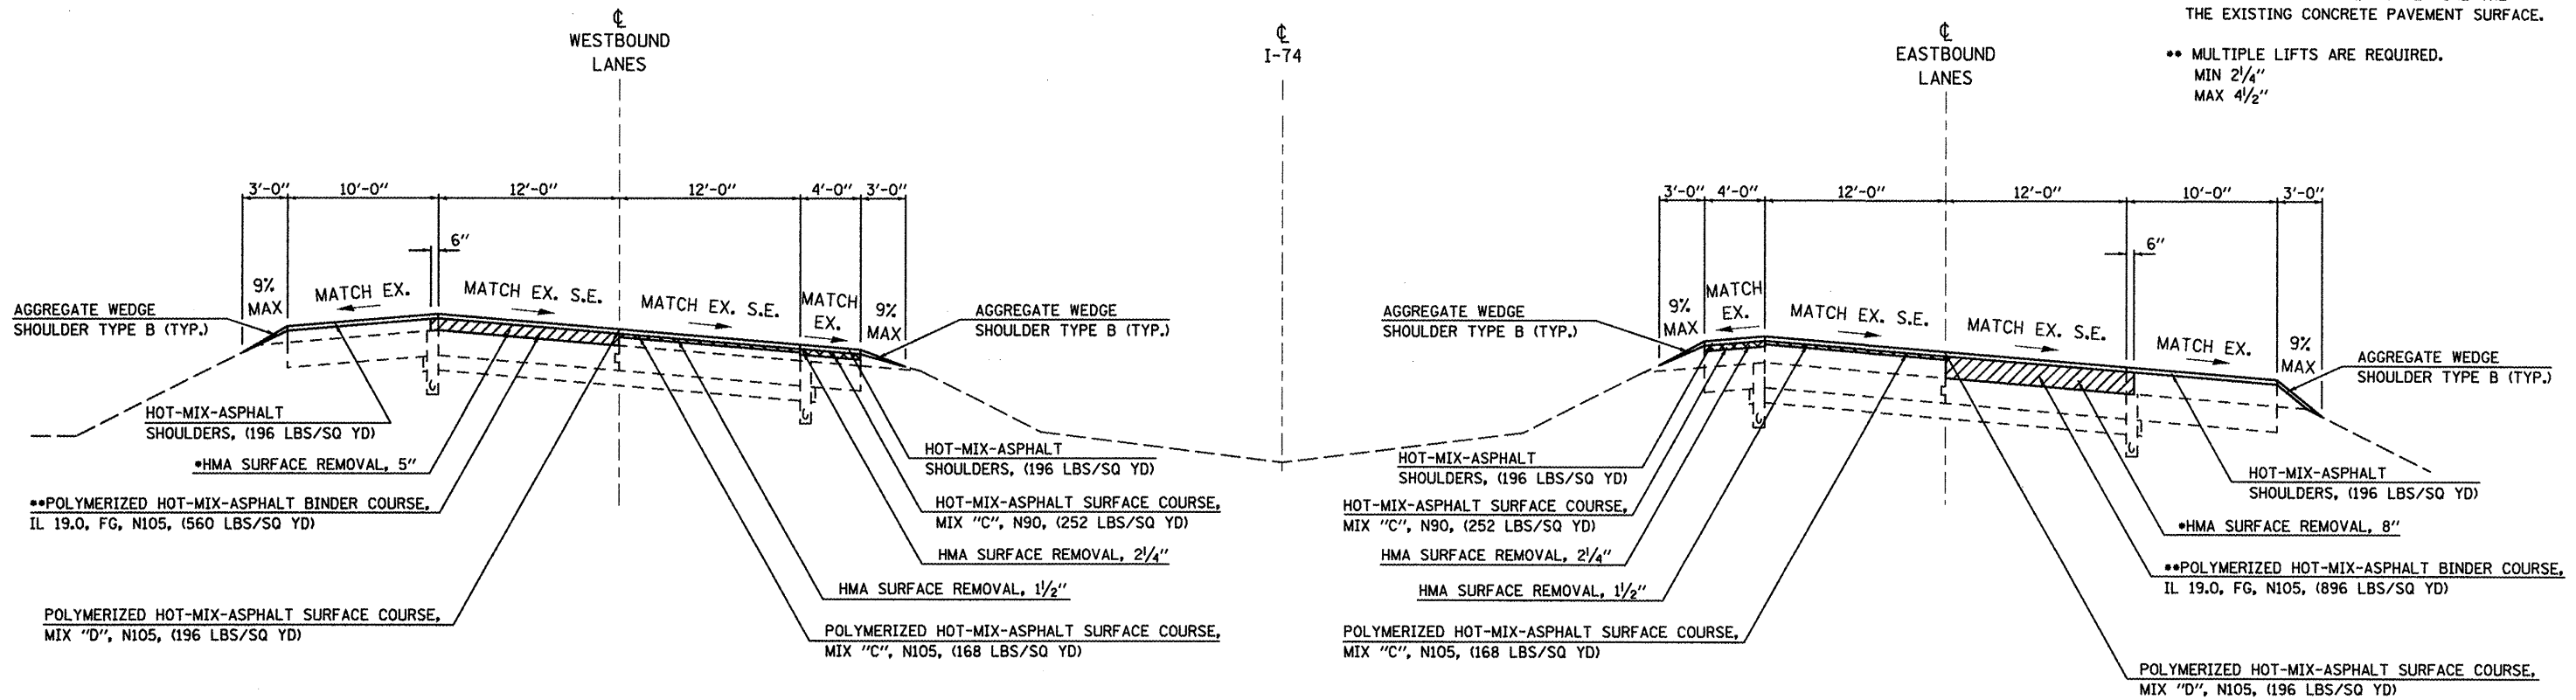 THE EXISTING CONCRETE PAVEMENT SURFACE.
** MULTIPLE LIFTS ARE REQUIRED.
MIN 2 1/4"
MAX 4 1/2"
℄
WESTBOUND
LANES
℄
I-74
℄
EASTBOUND
LANES
3'-0" 10'-0" 12'-0" 12'-0" 4'-0" 3'-0"
6"
9%
MAX
MATCH EX.
MATCH EX. S.E.
MATCH EX. S.E.
MATCH
EX.
9%
MAX
AGGREGATE WEDGE
SHOULDER TYPE B (TYP.)
AGGREGATE WEDGE
SHOULDER TYPE B (TYP.)
HOT-MIX-ASPHALT
SHOULDERS, (196 LBS/SQ YD)
*HMA SURFACE REMOVAL, 5"
**POLYMERIZED HOT-MIX-ASPHALT BINDER COURSE,
IL 19.0, FG, N105, (560 LBS/SQ YD)
POLYMERIZED HOT-MIX-ASPHALT SURFACE COURSE,
MIX "D", N105, (196 LBS/SQ YD)
HOT-MIX-ASPHALT
SHOULDERS, (196 LBS/SQ YD)
HOT-MIX-ASPHALT SURFACE COURSE,
MIX "C", N90, (252 LBS/SQ YD)
HMA SURFACE REMOVAL, 2 1/4"
HMA SURFACE REMOVAL, 1 1/2"
POLYMERIZED HOT-MIX-ASPHALT SURFACE COURSE,
MIX "C", N105, (168 LBS/SQ YD)
3'-0" 4'-0" 12'-0" 12'-0" 10'-0" 3'-0"
6"
9%
MAX
MATCH
EX.
MATCH EX. S.E.
MATCH EX. S.E.
MATCH EX.
9%
MAX
AGGREGATE WEDGE
SHOULDER TYPE B (TYP.)
AGGREGATE WEDGE
SHOULDER TYPE B (TYP.)
HOT-MIX-ASPHALT
SHOULDERS, (196 LBS/SQ YD)
HOT-MIX-ASPHALT SURFACE COURSE,
MIX "C", N90, (252 LBS/SQ YD)
HMA SURFACE REMOVAL, 2 1/4"
HMA SURFACE REMOVAL, 1 1/2"
POLYMERIZED HOT-MIX-ASPHALT SURFACE COURSE,
MIX "C", N105, (168 LBS/SQ YD)
HOT-MIX-ASPHALT
SHOULDERS, (196 LBS/SQ YD)
*HMA SURFACE REMOVAL, 8"
**POLYMERIZED HOT-MIX-ASPHALT BINDER COURSE,
IL 19.0, FG, N105, (896 LBS/SQ YD)
POLYMERIZED HOT-MIX-ASPHALT SURFACE COURSE,
MIX "D", N105, (196 LBS/SQ YD)